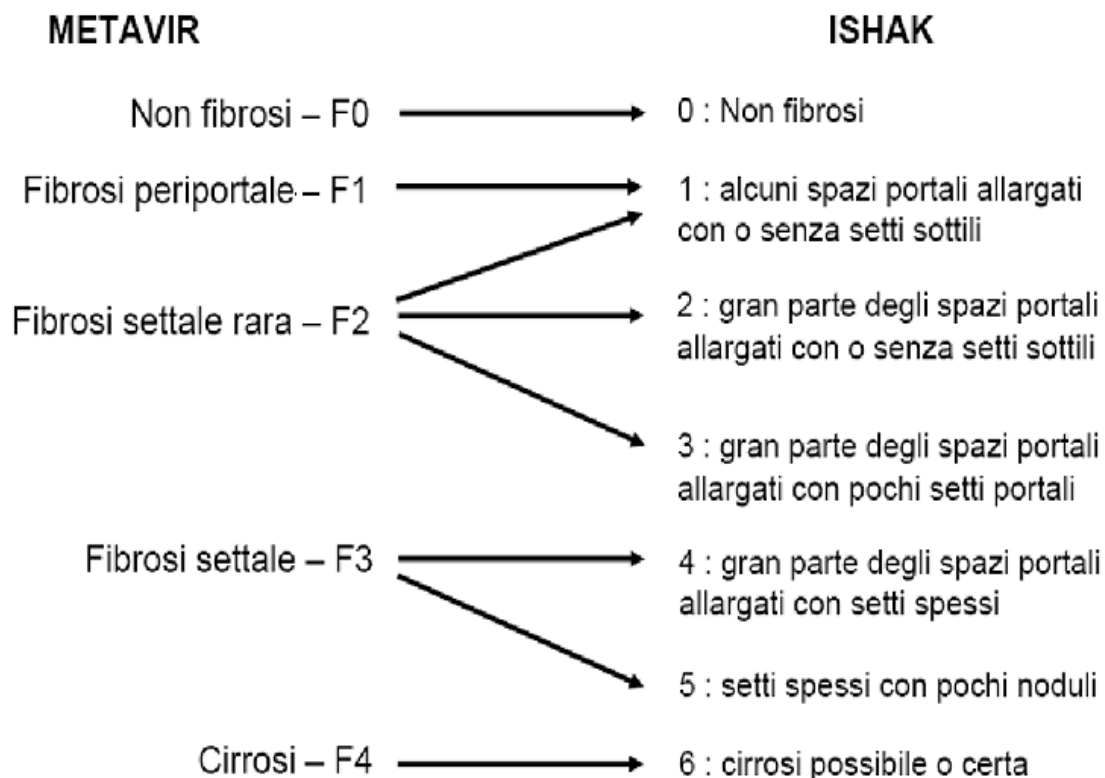 METAVIR
ISHAK
Non fibrosi – F0
0 : Non fibrosi
Fibrosi periportale – F1
1 : alcuni spazi portali allargati
con o senza setti sottili
Fibrosi settale rara – F2
2 : gran parte degli spazi portali
allargati con o senza setti sottili
3 : gran parte degli spazi portali
allargati con pochi setti portali
Fibrosi settale – F3
4 : gran parte degli spazi portali
allargati con setti spessi
5 : setti spessi con pochi noduli
Cirrosi – F4
6 : cirrosi possibile o certa